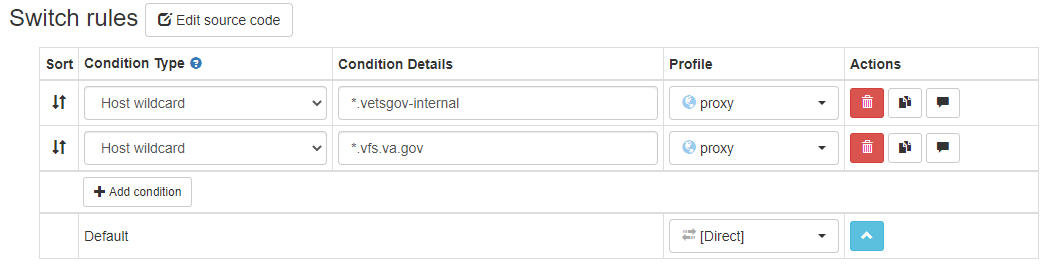 Switch rules Edit source code
Sort Condition Type Condition Details Profile Actions
Host wildcard *.vetsgov-internal proxy
Host wildcard *.vfs.va.gov proxy
Add condition
Default [Direct]